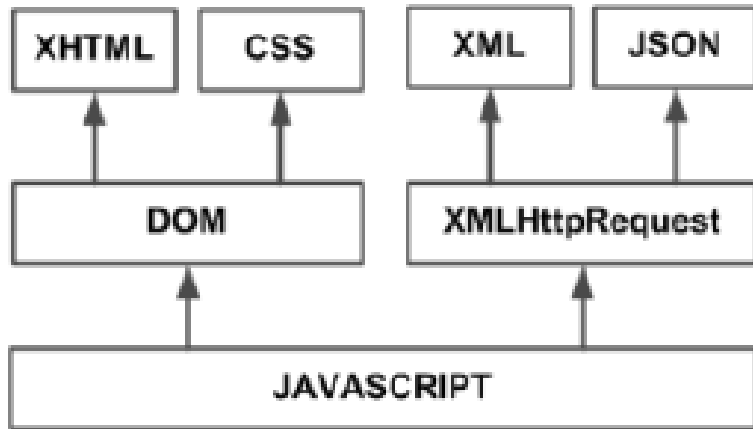 XHTML
CSS
XML
JSON
DOM
XMLHttpRequest
JAVASCRIPT